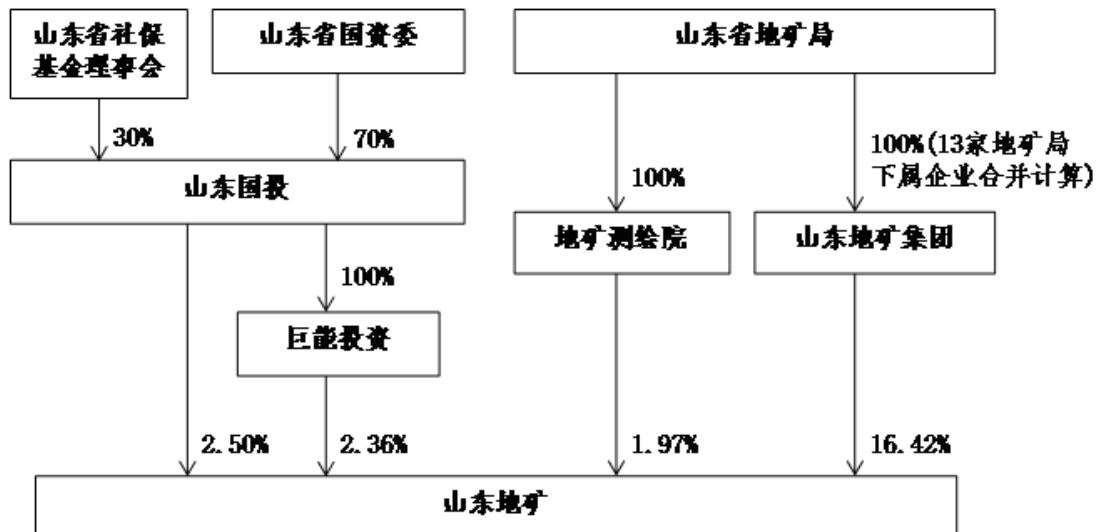 山东省社保
基金理事会
山东省国资委
山东省地矿局
30%
70%
100%
100%(13家地矿局
下属企业合并计算)
山东国投
地矿测绘院
山东地矿集团
100%
巨能投资
2.50%
2.36%
1.97%
16.42%
山东地矿